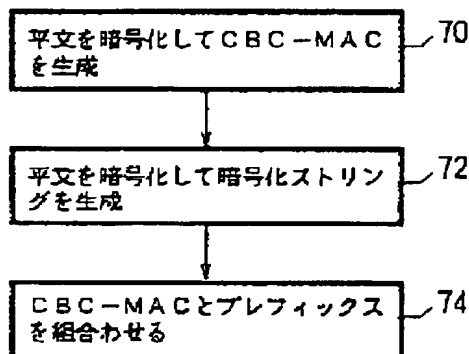 平文を暗号化してCBC-MAC
を生成
70
平文を暗号化して暗号化ストリン
グを生成
72
CBC-MACとプレフィックス
を組合わせる
74